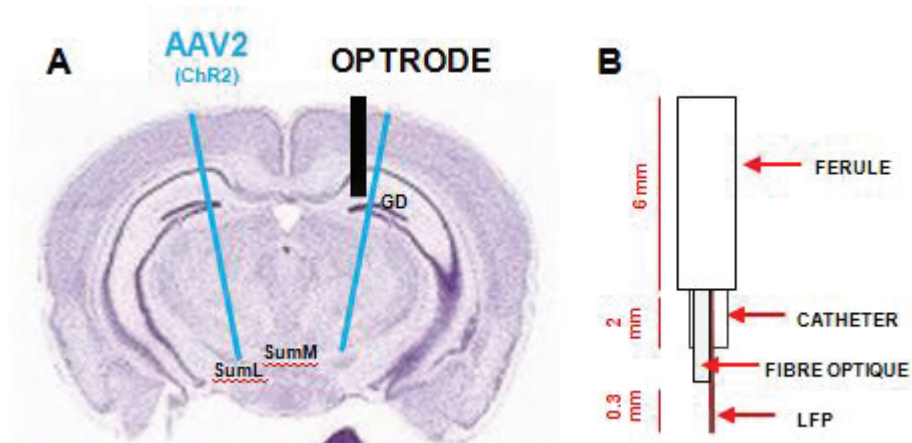 A
AAV2
(ChR2)
OPTRODE
GD
SumM
SumL
B
6 mm
FERULE
2
mm
CATHETER
FIBRE OPTIQUE
0.3
mm
LFP